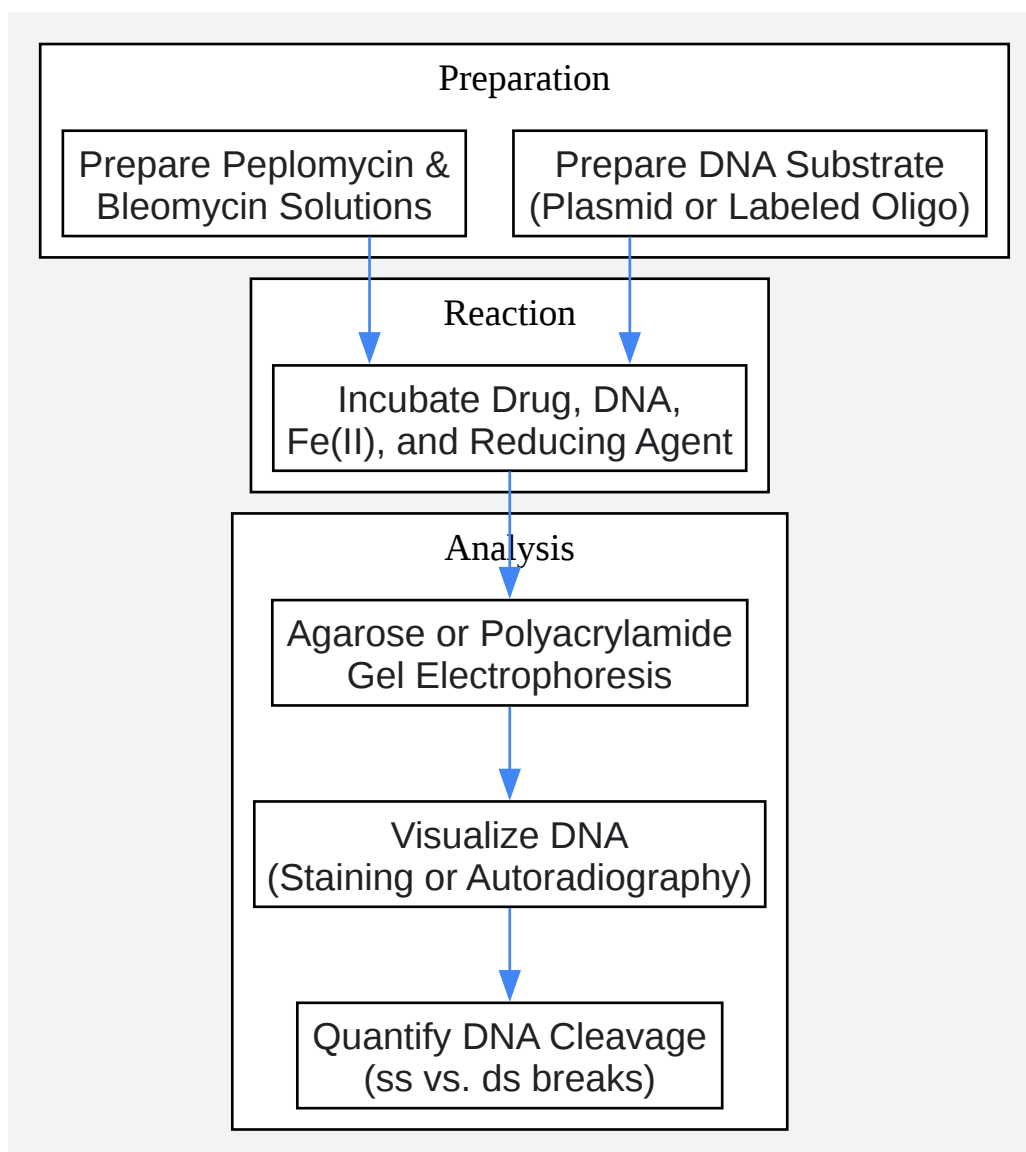 Preparation
Prepare Peplomycin &
Bleomycin Solutions
Prepare DNA Substrate
(Plasmid or Labeled Oligo)
Reaction
Incubate Drug, DNA,
Fe(II), and Reducing Agent
Analysis
Agarose or Polyacrylamide
Gel Electrophoresis
Visualize DNA
(Staining or Autoradiography)
Quantify DNA Cleavage
(ss vs. ds breaks)